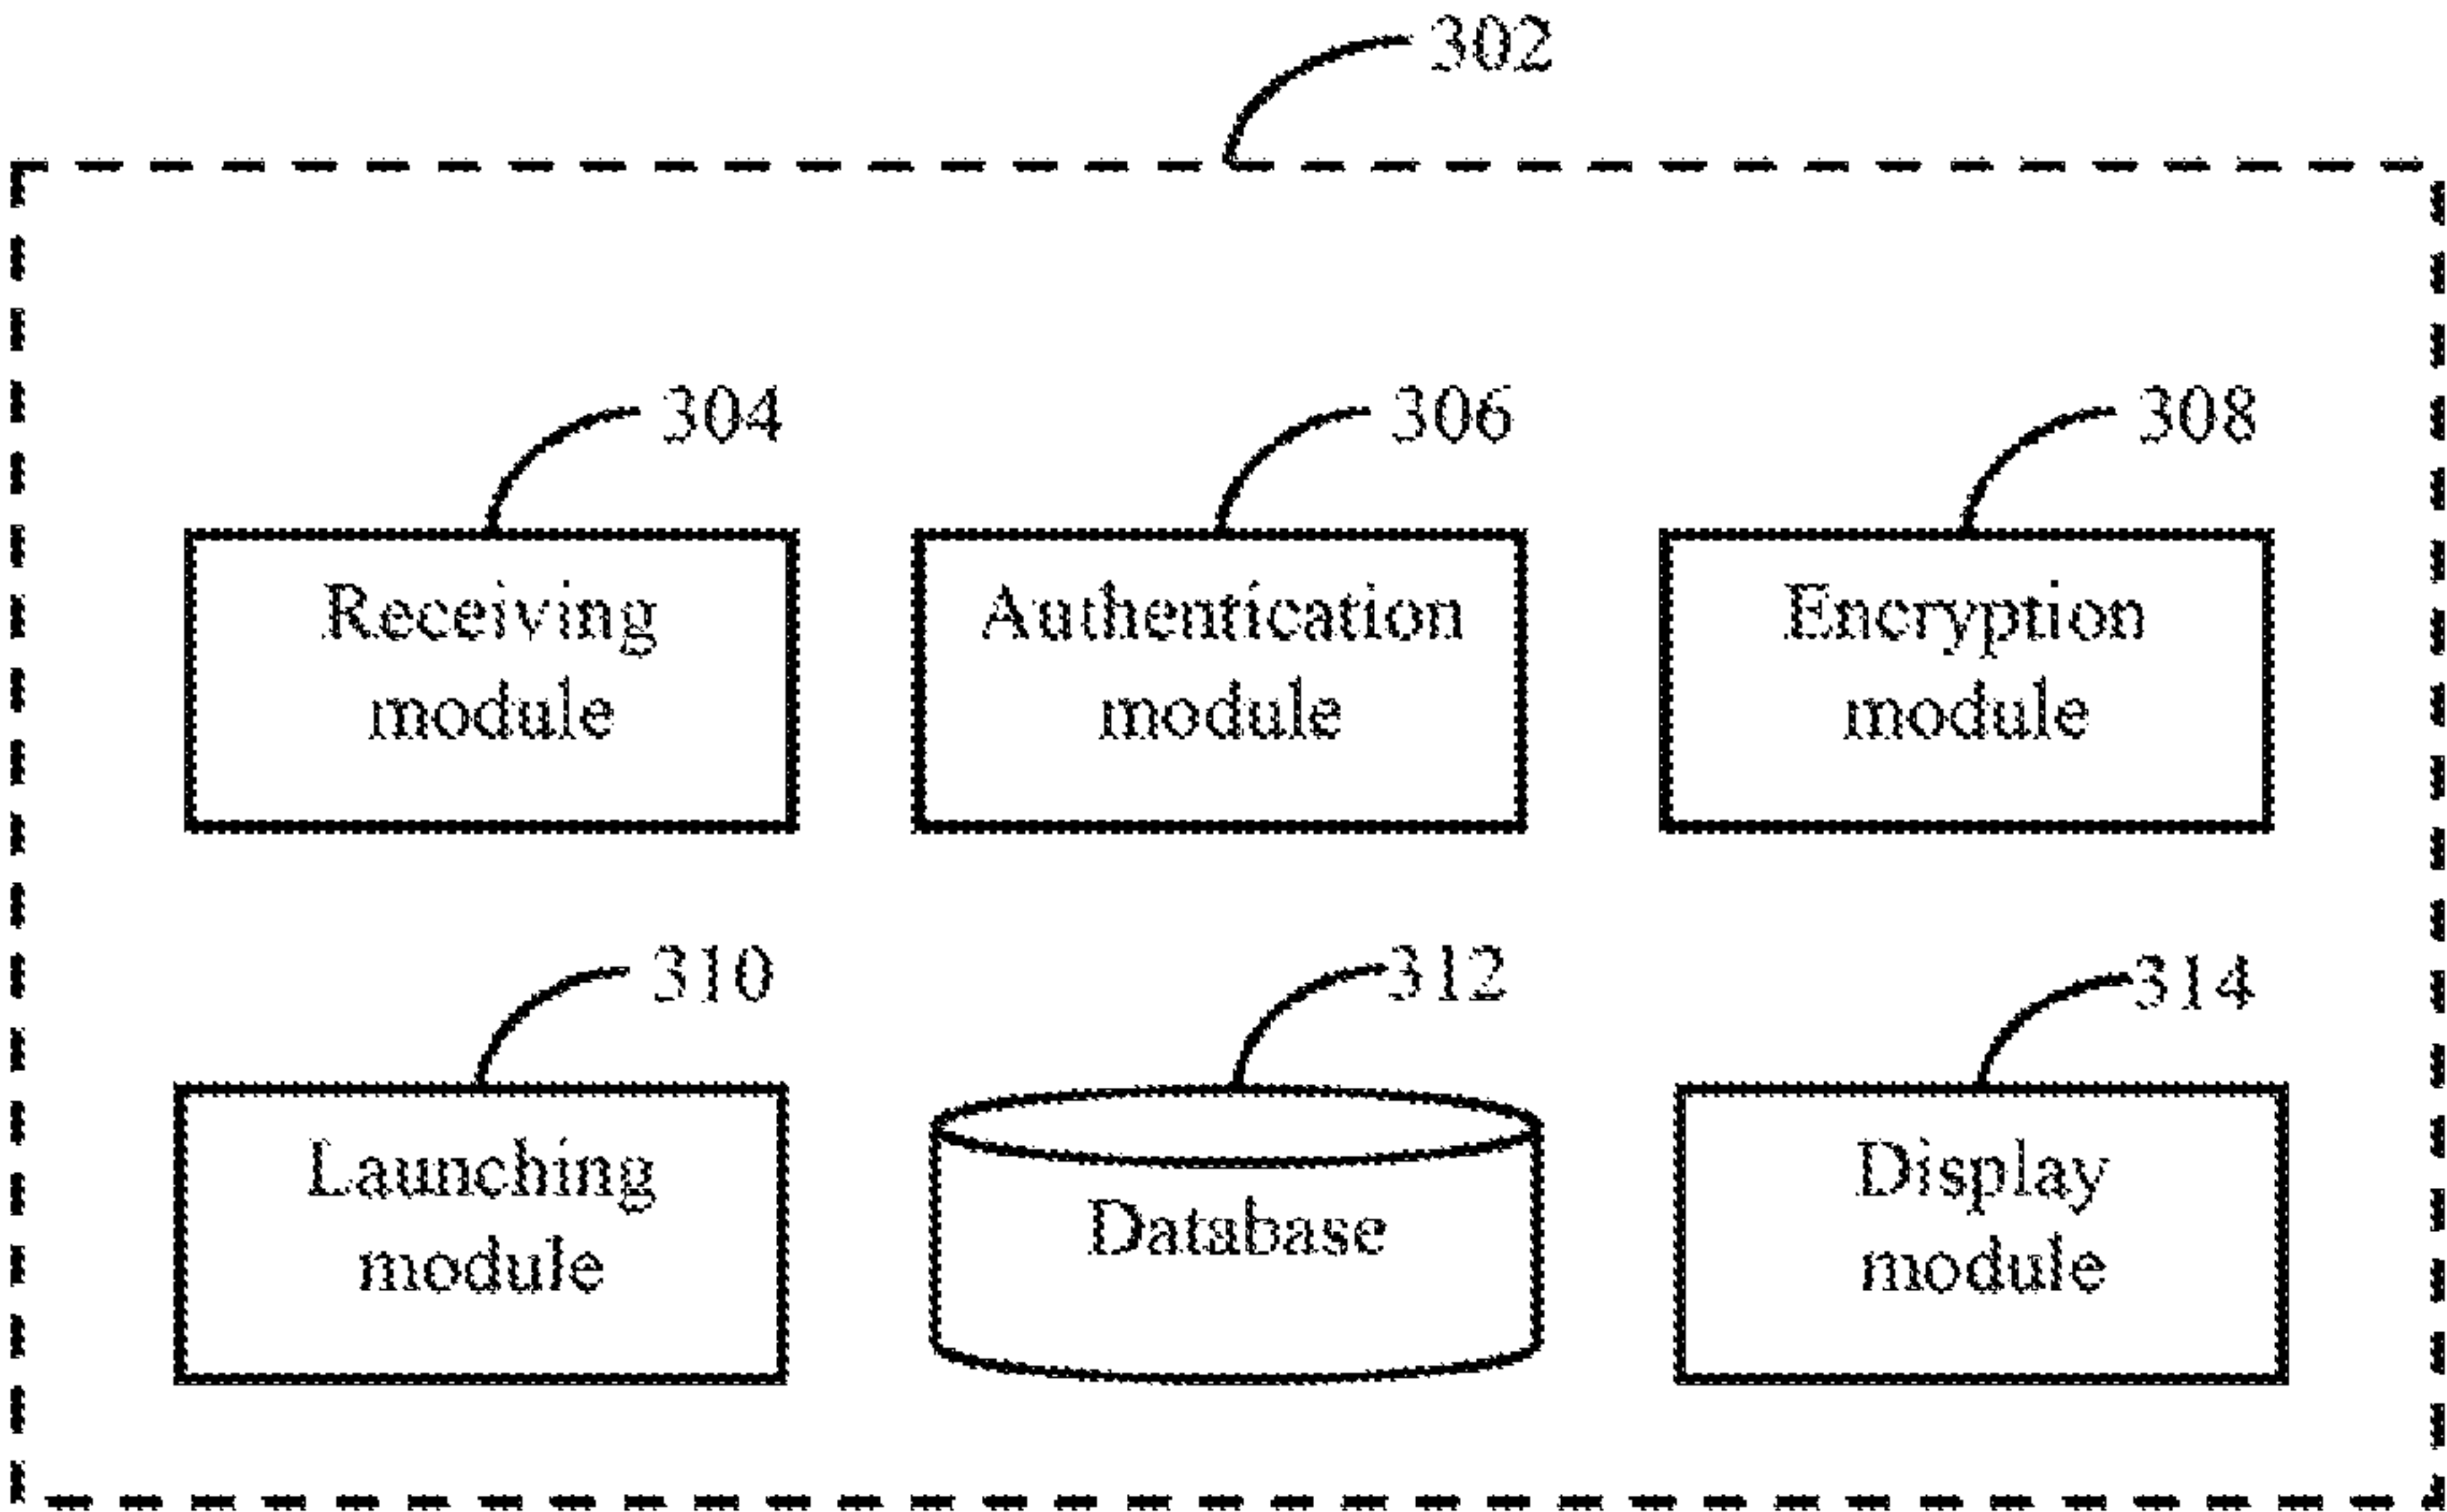 302
304
306
308
Receiving
module
Authentication
module
Encryption
module
310
312
314
Launching
module
Database
Display
module